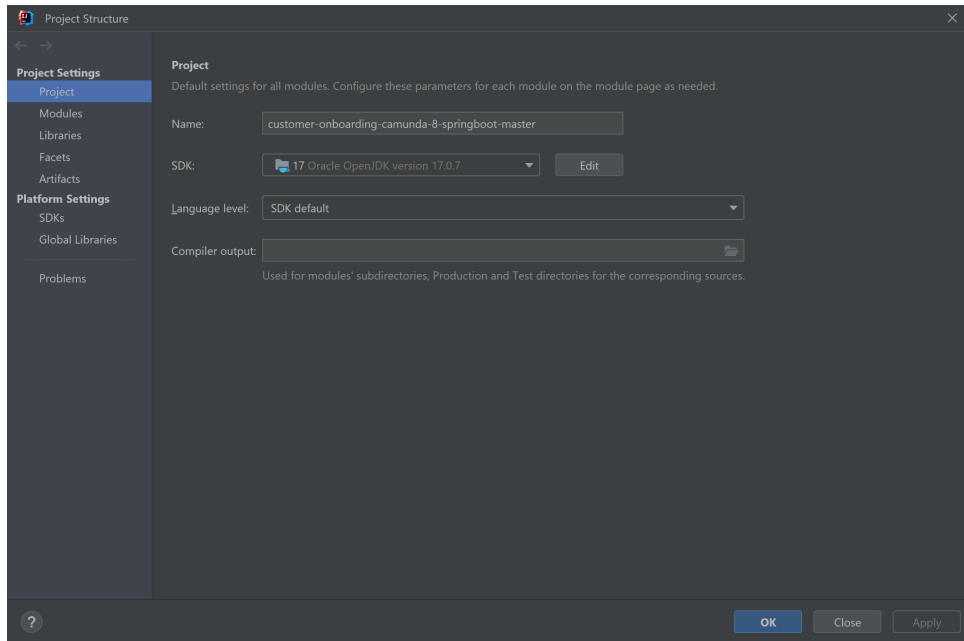 Project Structure
Project Settings
Project
Modules
Libraries
Facets
Artifacts
Platform Settings
SDKs
Global Libraries
Problems
Project
Default settings for all modules. Configure these parameters for each module on the module page as needed.
Name: customer-onboarding-camunda-8-springboot-master
SDK: 17 Oracle OpenJDK version 17.0.7 Edit
Language level: SDK default
Compiler output:
Used for modules' subdirectories, Production and Test directories for the corresponding sources.
? OK Close Apply